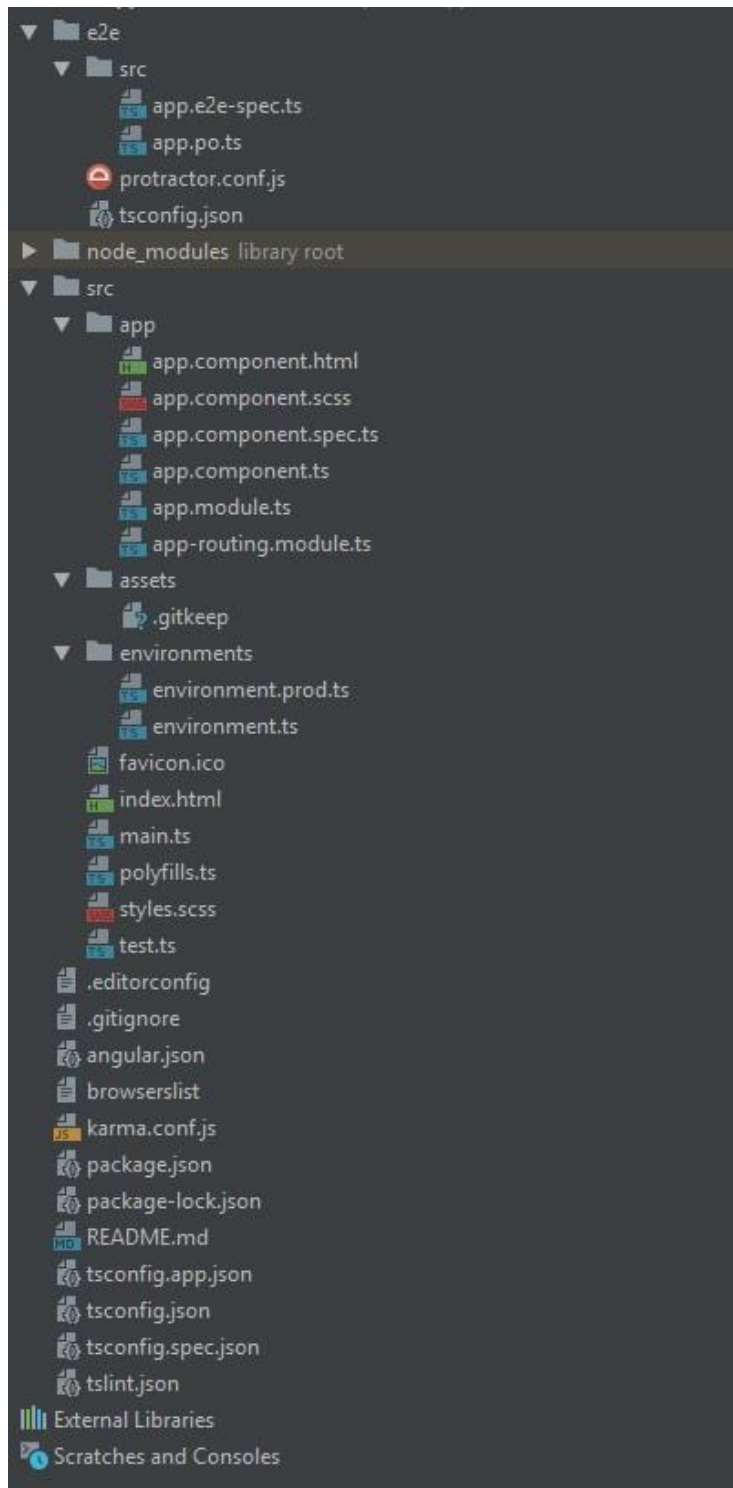 e2e
src
app.e2e-spec.ts
app.po.ts
protractor.conf.js
tsconfig.json
node_modules library root
src
app
app.component.html
app.component.scss
app.component.spec.ts
app.component.ts
app.module.ts
app-routing.module.ts
assets
.gitkeep
environments
environment.prod.ts
environment.ts
favicon.ico
index.html
main.ts
polyfills.ts
styles.scss
test.ts
.editorconfig
.gitignore
angular.json
browserslist
karma.conf.js
package.json
package-lock.json
README.md
tsconfig.app.json
tsconfig.json
tsconfig.spec.json
tslint.json
External Libraries
Scratches and Consoles